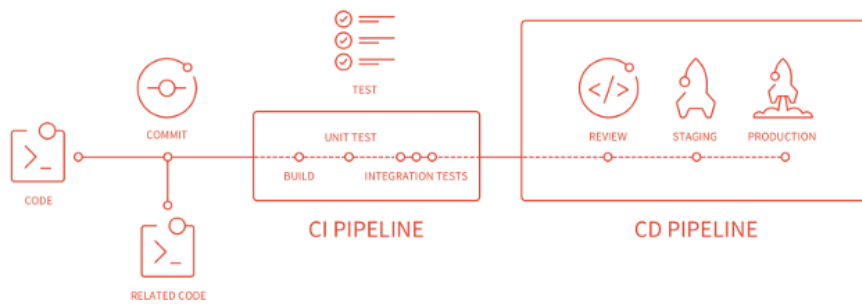 TEST
COMMIT
UNIT TEST
REVIEW
STAGING
PRODUCTION
BUILD
INTEGRATION TESTS
CODE
CI PIPELINE
CD PIPELINE
RELATED CODE